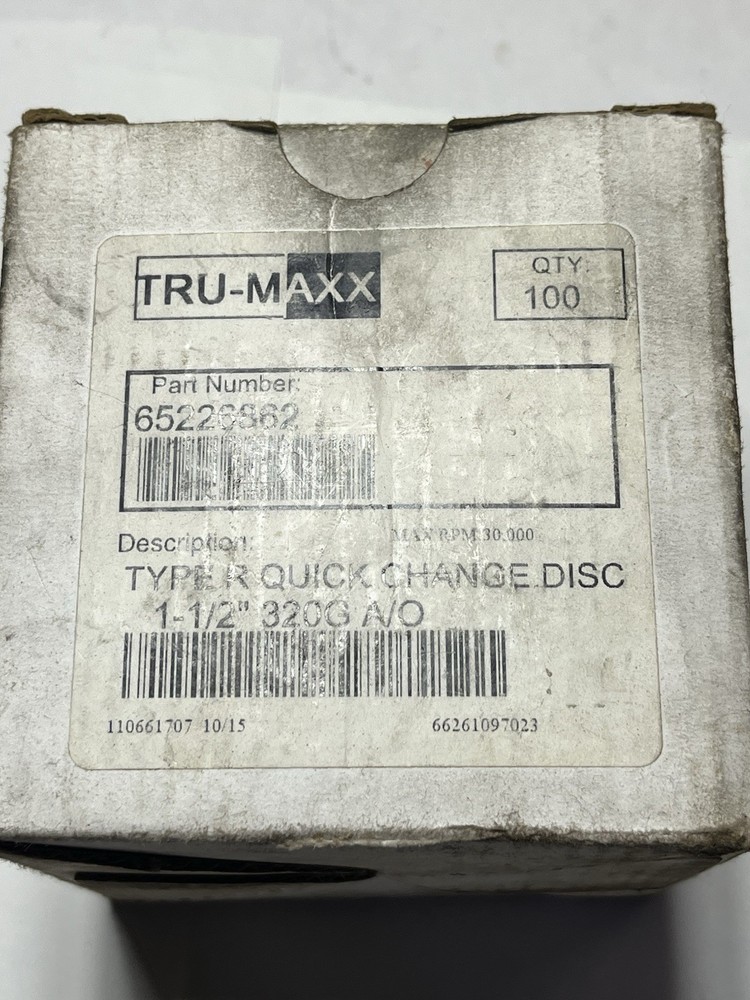 TRU-MAXX
QTY:
100
Part Number:
65226862
Description:
MAX RPM 30,000
TYPE R QUICK CHANGE DISC
1-1/2" 320G A/O
110661707 10/15
66261097023